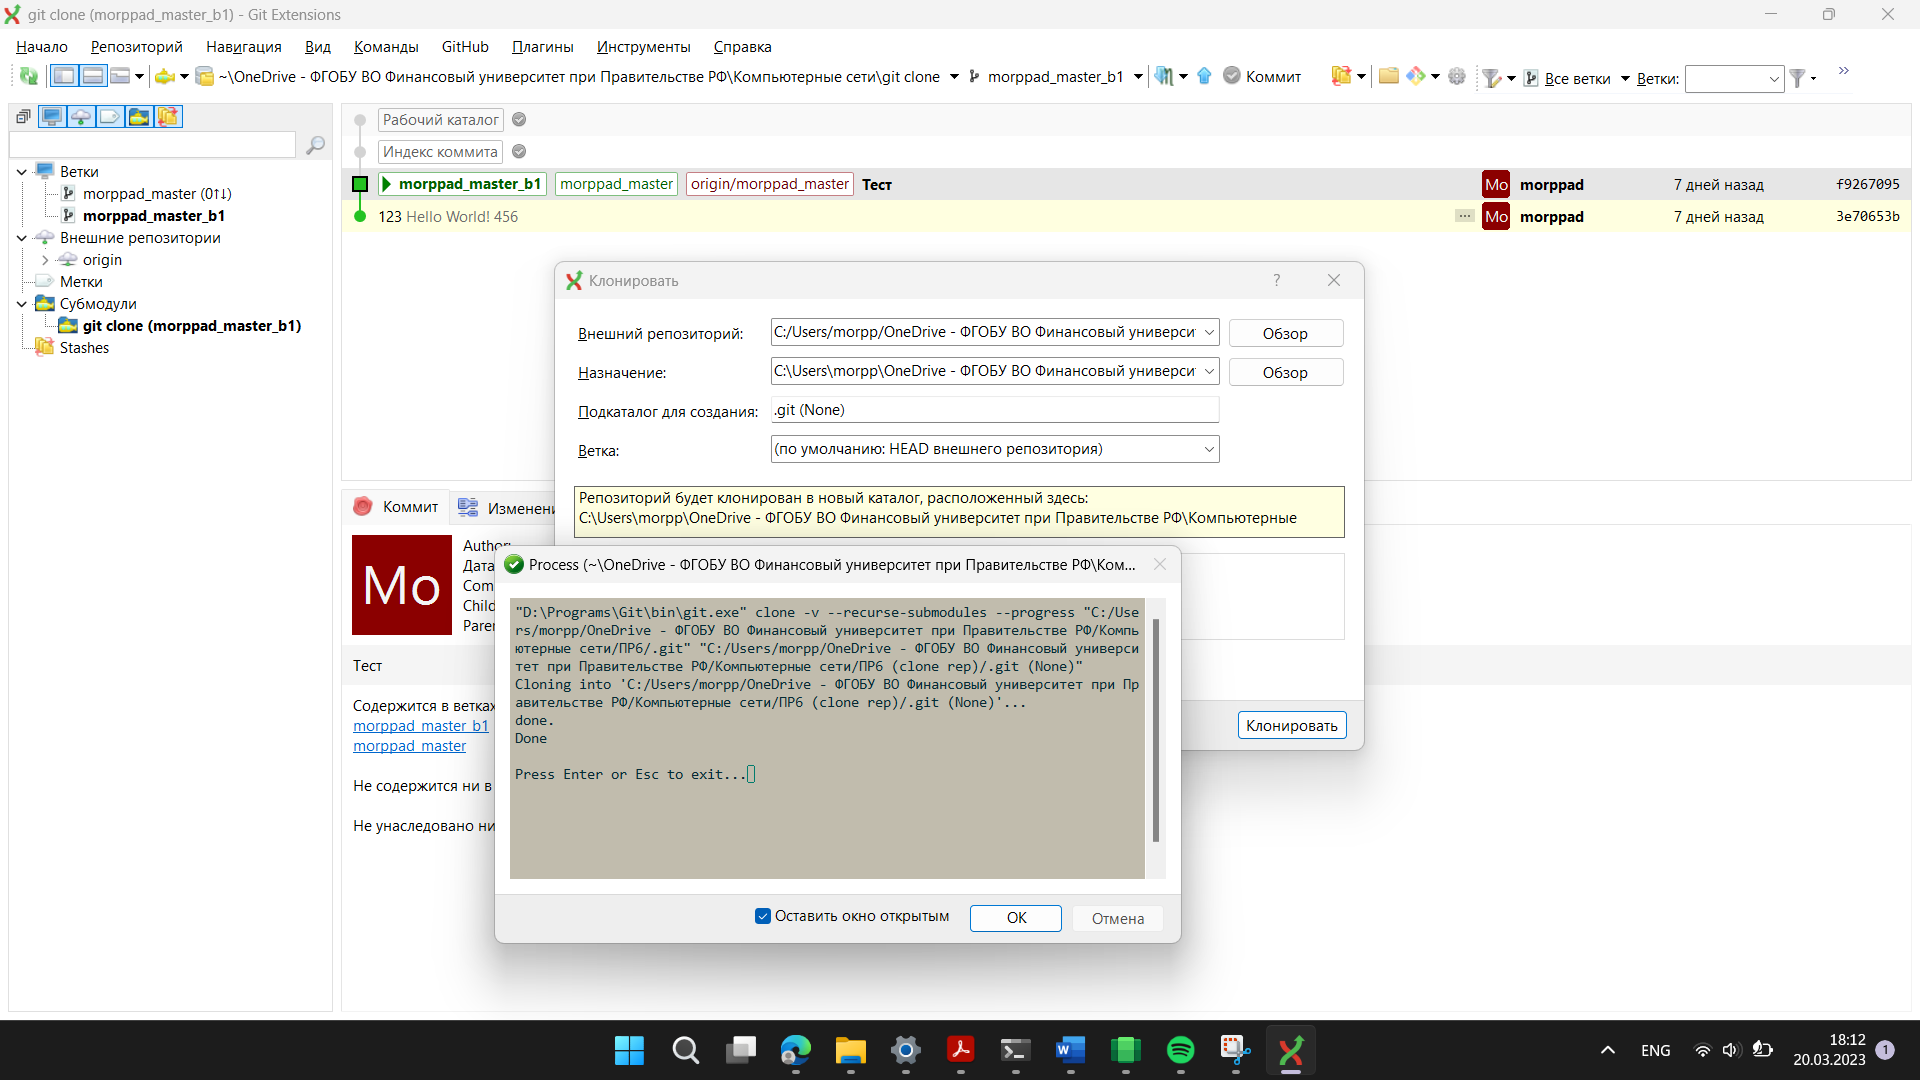 git clone (morppad_master_b1) - Git Extensions
Начало Репозиторий Навигация Вид Команды GitHub Плагины Инструменты Справка
~\OneDrive - ФГОБУ ВО Финансовый университет при Правительстве РФ\Компьютерные сети\git clone morppad_master_b1 Коммит Все ветки Ветки: »
Рабочий каталог
Индекс коммита
morppad_master_b1 morppad_master origin/morppad_master Тест Mo morppad 7 дней назад f9267095
123 Hello World! 456 ... Mo morppad 7 дней назад 3e70653b
Ветки
morppad_master (0↑↓)
morppad_master_b1
Внешние репозитории
origin
Метки
Субмодули
git clone (morppad_master_b1)
Stashes
Клонировать ?
Внешний репозиторий: C:/Users/morpp/OneDrive - ФГОБУ ВО Финансовый универси Обзор
Назначение: C:\Users\morpp\OneDrive - ФГОБУ ВО Финансовый универси Обзор
Подкаталог для создания: .git (None)
Ветка: (по умолчанию: HEAD внешнего репозитория)
Репозиторий будет клонирован в новый каталог, расположенный здесь:
C:\Users\morpp\OneDrive - ФГОБУ ВО Финансовый университет при Правительстве РФ\Компьютерные
Клонировать
Коммит Изменени
Mo
Author:
Дата
Com
Child
Paren
Тест
Содержится в ветках
morppad_master_b1
morppad_master
Не содержится ни в
Не унаследовано ни
Process (~\OneDrive - ФГОБУ ВО Финансовый университет при Правительстве РФ\Ком...
"D:\Programs\Git\bin\git.exe" clone -v --recurse-submodules --progress "C:/Use
rs/morpp/OneDrive - ФГОБУ ВО Финансовый университет при Правительстве РФ/Компь
ютерные сети/ПР6/.git" "C:/Users/morpp/OneDrive - ФГОБУ ВО Финансовый универси
тет при Правительстве РФ/Компьютерные сети/ПР6 (clone rep)/.git (None)"
Cloning into 'C:/Users/morpp/OneDrive - ФГОБУ ВО Финансовый университет при Пр
авительстве РФ/Компьютерные сети/ПР6 (clone rep)/.git (None)'...
done.
Done
Press Enter or Esc to exit...
Оставить окно открытым OK Отмена
ENG 18:12 1
20.03.2023